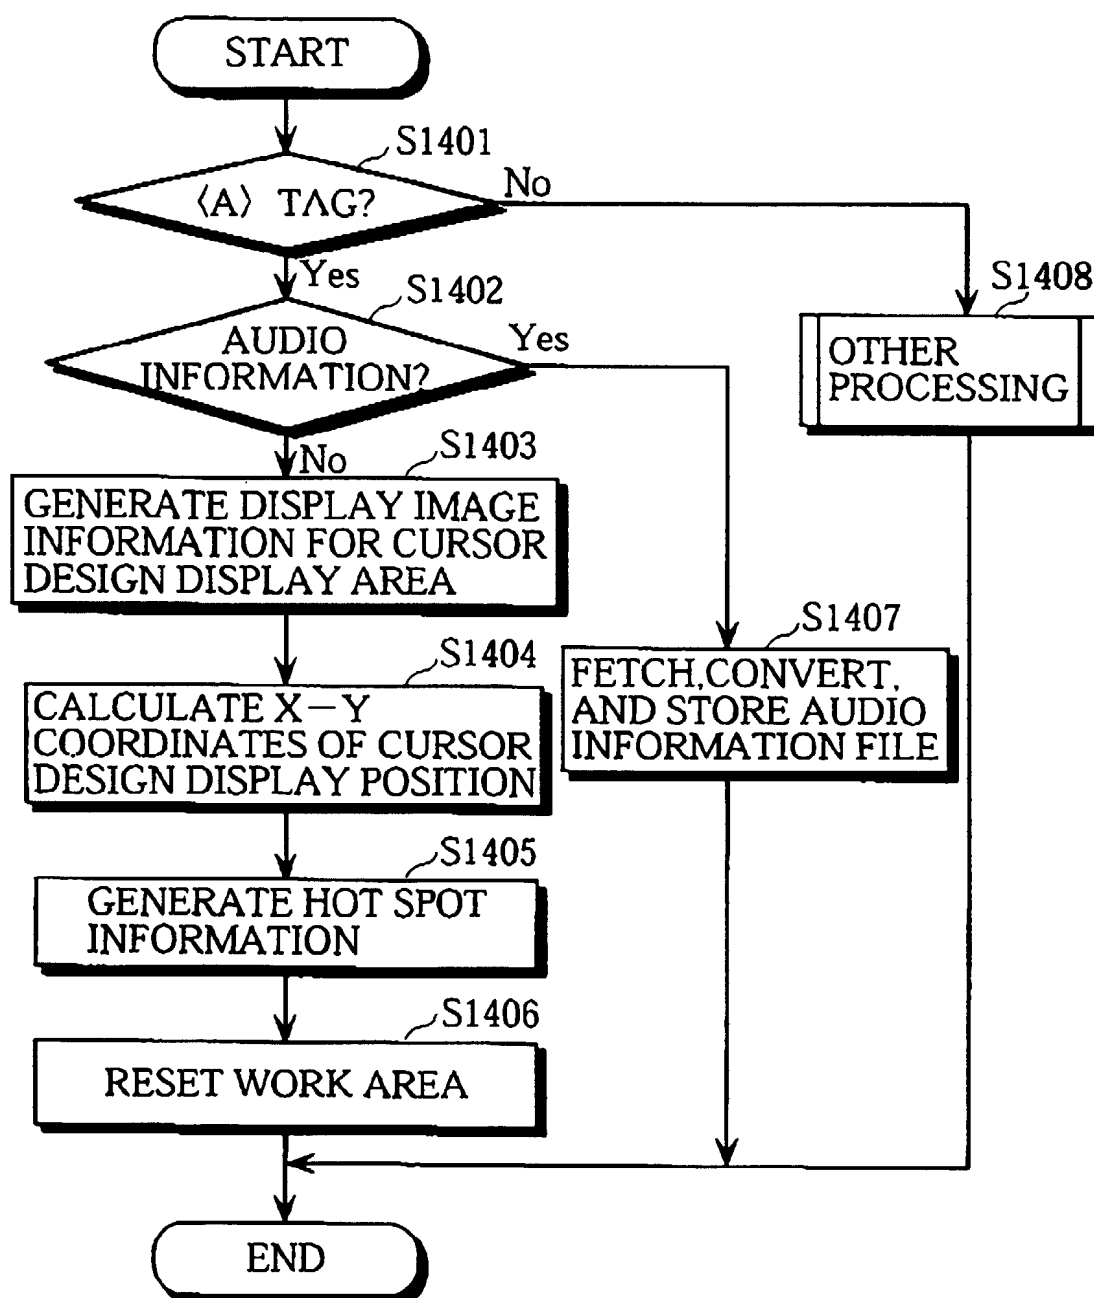 START
S1401
⟨A⟩ TAG?
No
Yes
S1402
AUDIO
INFORMATION?
Yes
No
S1408
OTHER
PROCESSING
S1403
GENERATE DISPLAY IMAGE
INFORMATION FOR CURSOR
DESIGN DISPLAY AREA
S1407
FETCH,CONVERT,
AND STORE AUDIO
INFORMATION FILE
S1404
CALCULATE X-Y
COORDINATES OF CURSOR
DESIGN DISPLAY POSITION
S1405
GENERATE HOT SPOT
INFORMATION
S1406
RESET WORK AREA
END